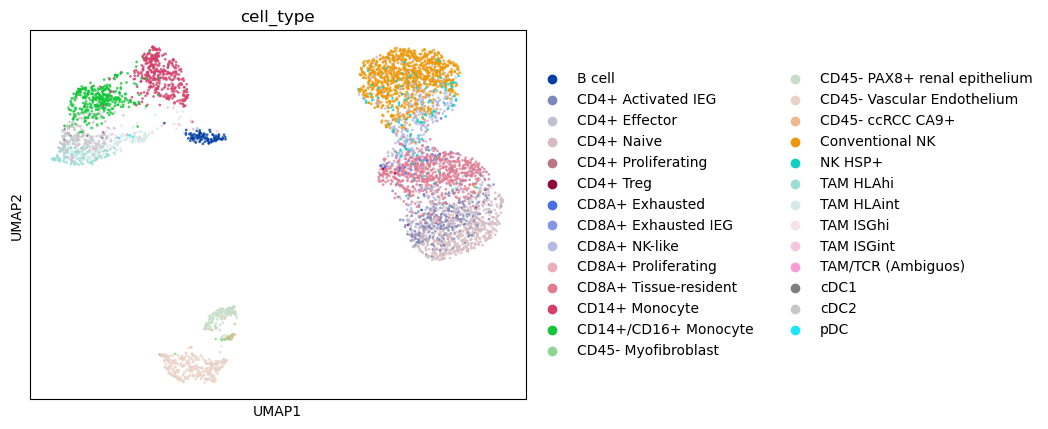 cell_type
UMAP2
UMAP1
B cell
CD4+ Activated IEG
CD4+ Effector
CD4+ Naive
CD4+ Proliferating
CD4+ Treg
CD8A+ Exhausted
CD8A+ Exhausted IEG
CD8A+ NK-like
CD8A+ Proliferating
CD8A+ Tissue-resident
CD14+ Monocyte
CD14+/CD16+ Monocyte
CD45- Myofibroblast
CD45- PAX8+ renal epithelium
CD45- Vascular Endothelium
CD45- ccRCC CA9+
Conventional NK
NK HSP+
TAM HLAhi
TAM HLAint
TAM ISGhi
TAM ISGint
TAM/TCR (Ambiguos)
cDC1
cDC2
pDC